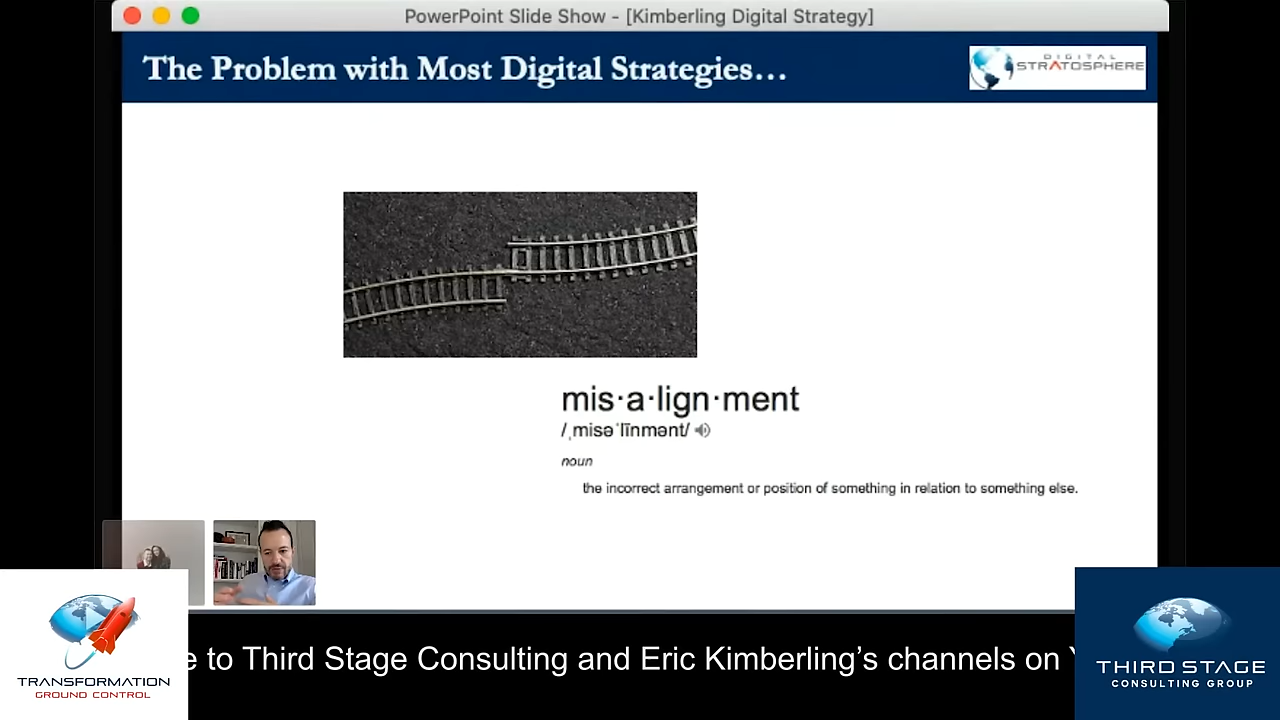 PowerPoint Slide Show - [Kimberling Digital Strategy]
The Problem with Most Digital Strategies...
DIGITAL
STRATOSPHERE
mis·a·lign·ment
/ˌmisəˈlīnmənt/
noun
the incorrect arrangement or position of something in relation to something else.
e to Third Stage Consulting and Eric Kimberling's channels on Y
TRANSFORMATION
GROUND CONTROL
THIRD STAGE
CONSULTING GROUP